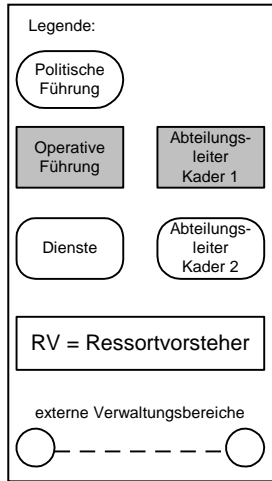 Legende:
Politische
Führung
Operative
Führung
Abteilungs-
leiter
Kader 1
Dienste
Abteilungs-
leiter
Kader 2
RV = Ressortvorsteher
externe Verwaltungsbereiche